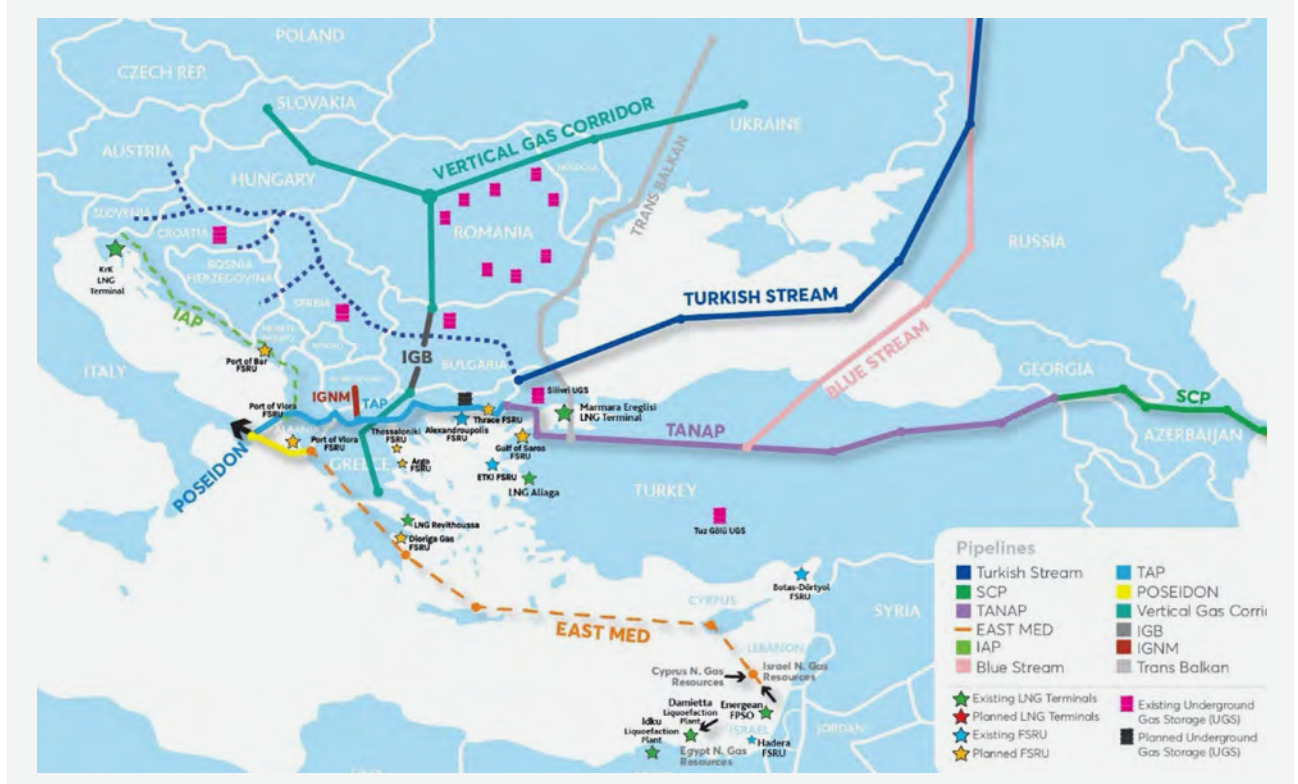 POLAND
CZECH REP.
SLOVAKIA
VERTICAL GAS CORRIDOR
UKRAINE
AUSTRIA
HUNGARY
MOLDOVA
TRANS BALKAN
SLOVENIA
CROATIA
ROMANIA
RUSSIA
KrK
LNG
Terminal
BOSNIA
HERZEGOVINA
SERBIA
TURKISH STREAM
IAP
BLUE STREAM
IGB
BULGARIA
Port of Bar
FSRU
ITALY
GEORGIA
IGNM
TAP
Silivri UGS
SCP
Port of Vlora
FSRU
Marmara Ereglisi
LNG Terminal
Thrace FSRU
ALBANIA
Port of Vlora
FSRU
Thessaloniki
FSRU
Alexandroupolis
FSRU
TANAP
AZERBAIJAN
Gulf of Saros
FSRU
GREECE
Argo
FSRU
ETKI FSRU
POSEIDON
LNG Aliaga
TURKEY
LNG Revithoussa
Tuz Gölü UGS
Dioriga Gas
FSRU
Botas-Dörtyol
FSRU
CYRPUS
SYRIA
EAST MED
LEBANON
Cyprus N. Gas
Resources
Israel N. Gas
Resources
Damietta
Liquoefaction
Plant
Energean
FPSO
Idku
Liquoefaction
Plant
ISRAEL
JORDAN
Hadera
FSRU
Egypt N. Gas
Resources
Pipelines
Turkish Stream
SCP
TANAP
EAST MED
IAP
Blue Stream
TAP
POSEIDON
Vertical Gas Corri
IGB
IGNM
Trans Balkan
Existing LNG Terminals
Planned LNG Terminals
Existing FSRU
Planned FSRU
Existing Underground
Gas Storage (UGS)
Planned Underground
Gas Storage (UGS)